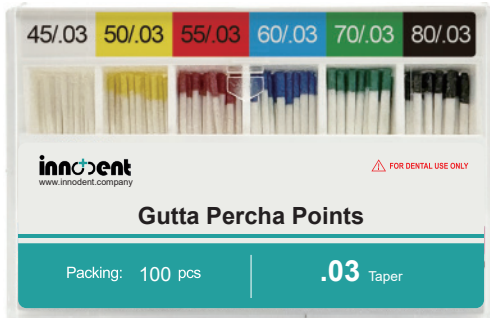 45/.03 50/.03 55/.03 60/.03 70/.03 80/.03
innodent
www.innodent.company
FOR DENTAL USE ONLY
Gutta Percha Points
Packing: 100 pcs
.03 Taper